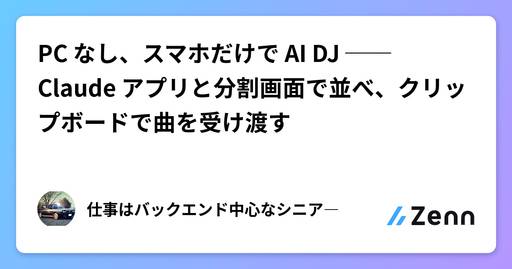 PC なし、スマホだけで AI DJ ──
Claude アプリと分割画面で並べ、クリッ
プボードで曲を受け渡す
仕事はバックエンド中心なシニア―
Zenn